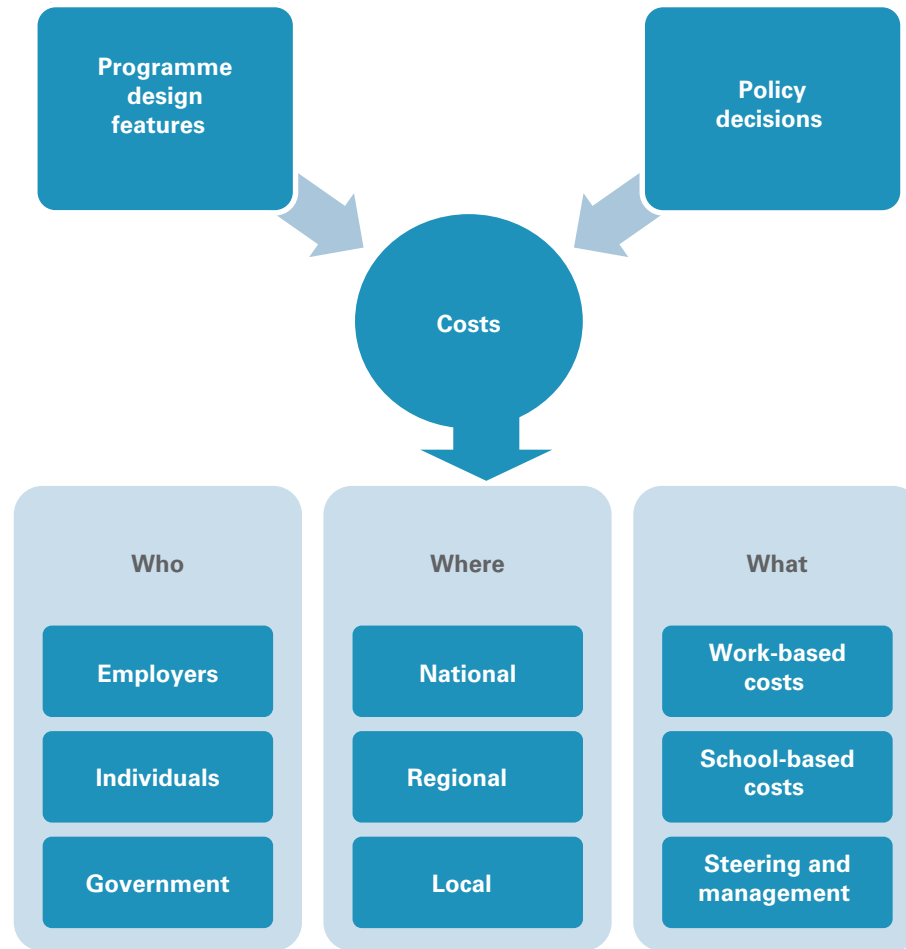 Programme
design
features
Policy
decisions
Costs
Who
Employers
Individuals
Government
Where
National
Regional
Local
What
Work-based
costs
School-based
costs
Steering and
management